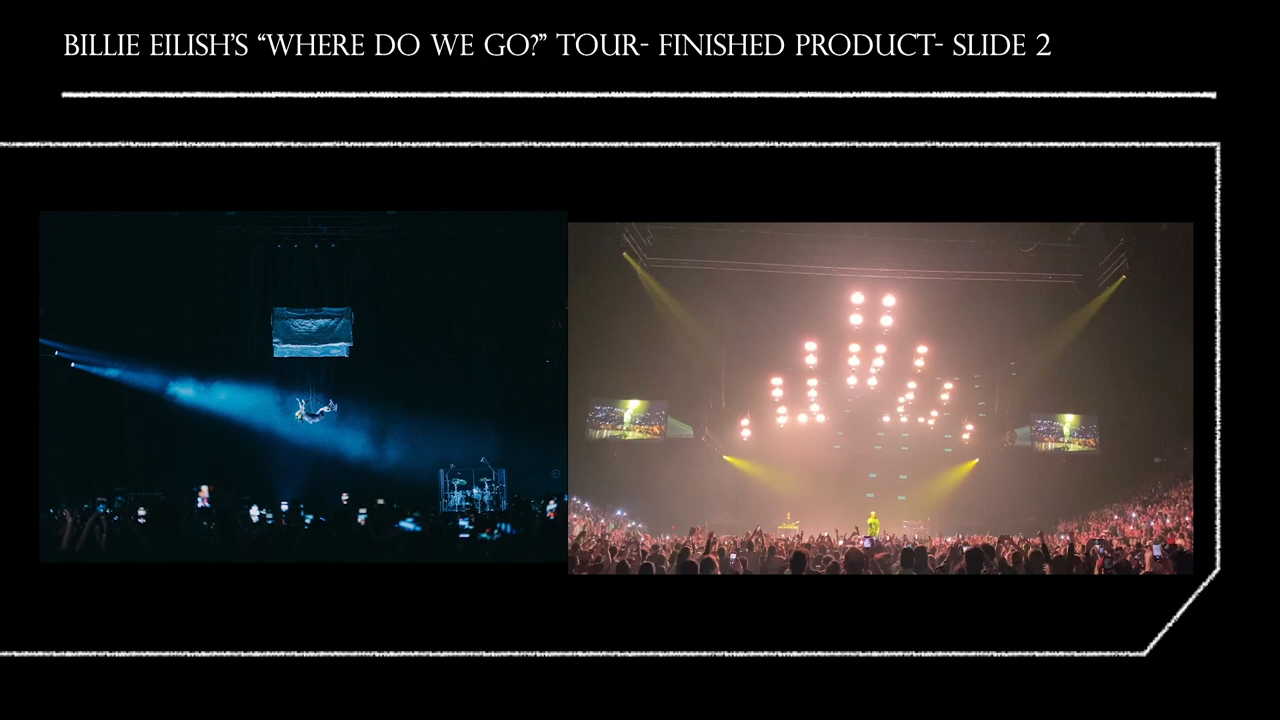 BILLIE EILISH'S “WHERE DO WE GO?” TOUR- FINISHED PRODUCT- SLIDE 2